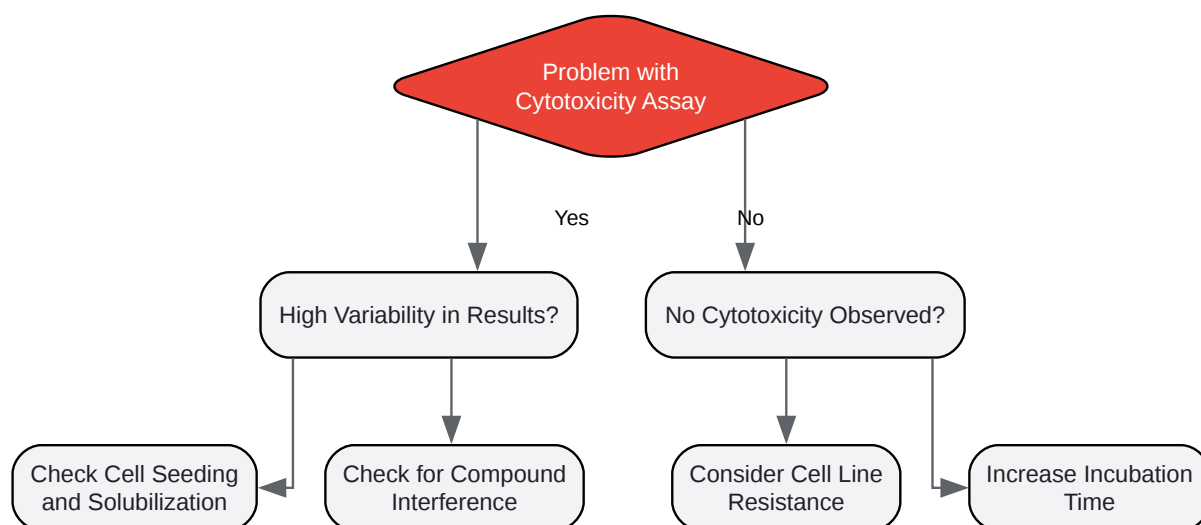 Problem with
Cytotoxicity Assay
Yes
No
High Variability in Results?
No Cytotoxicity Observed?
Check Cell Seeding
and Solubilization
Check for Compound
Interference
Consider Cell Line
Resistance
Increase Incubation
Time